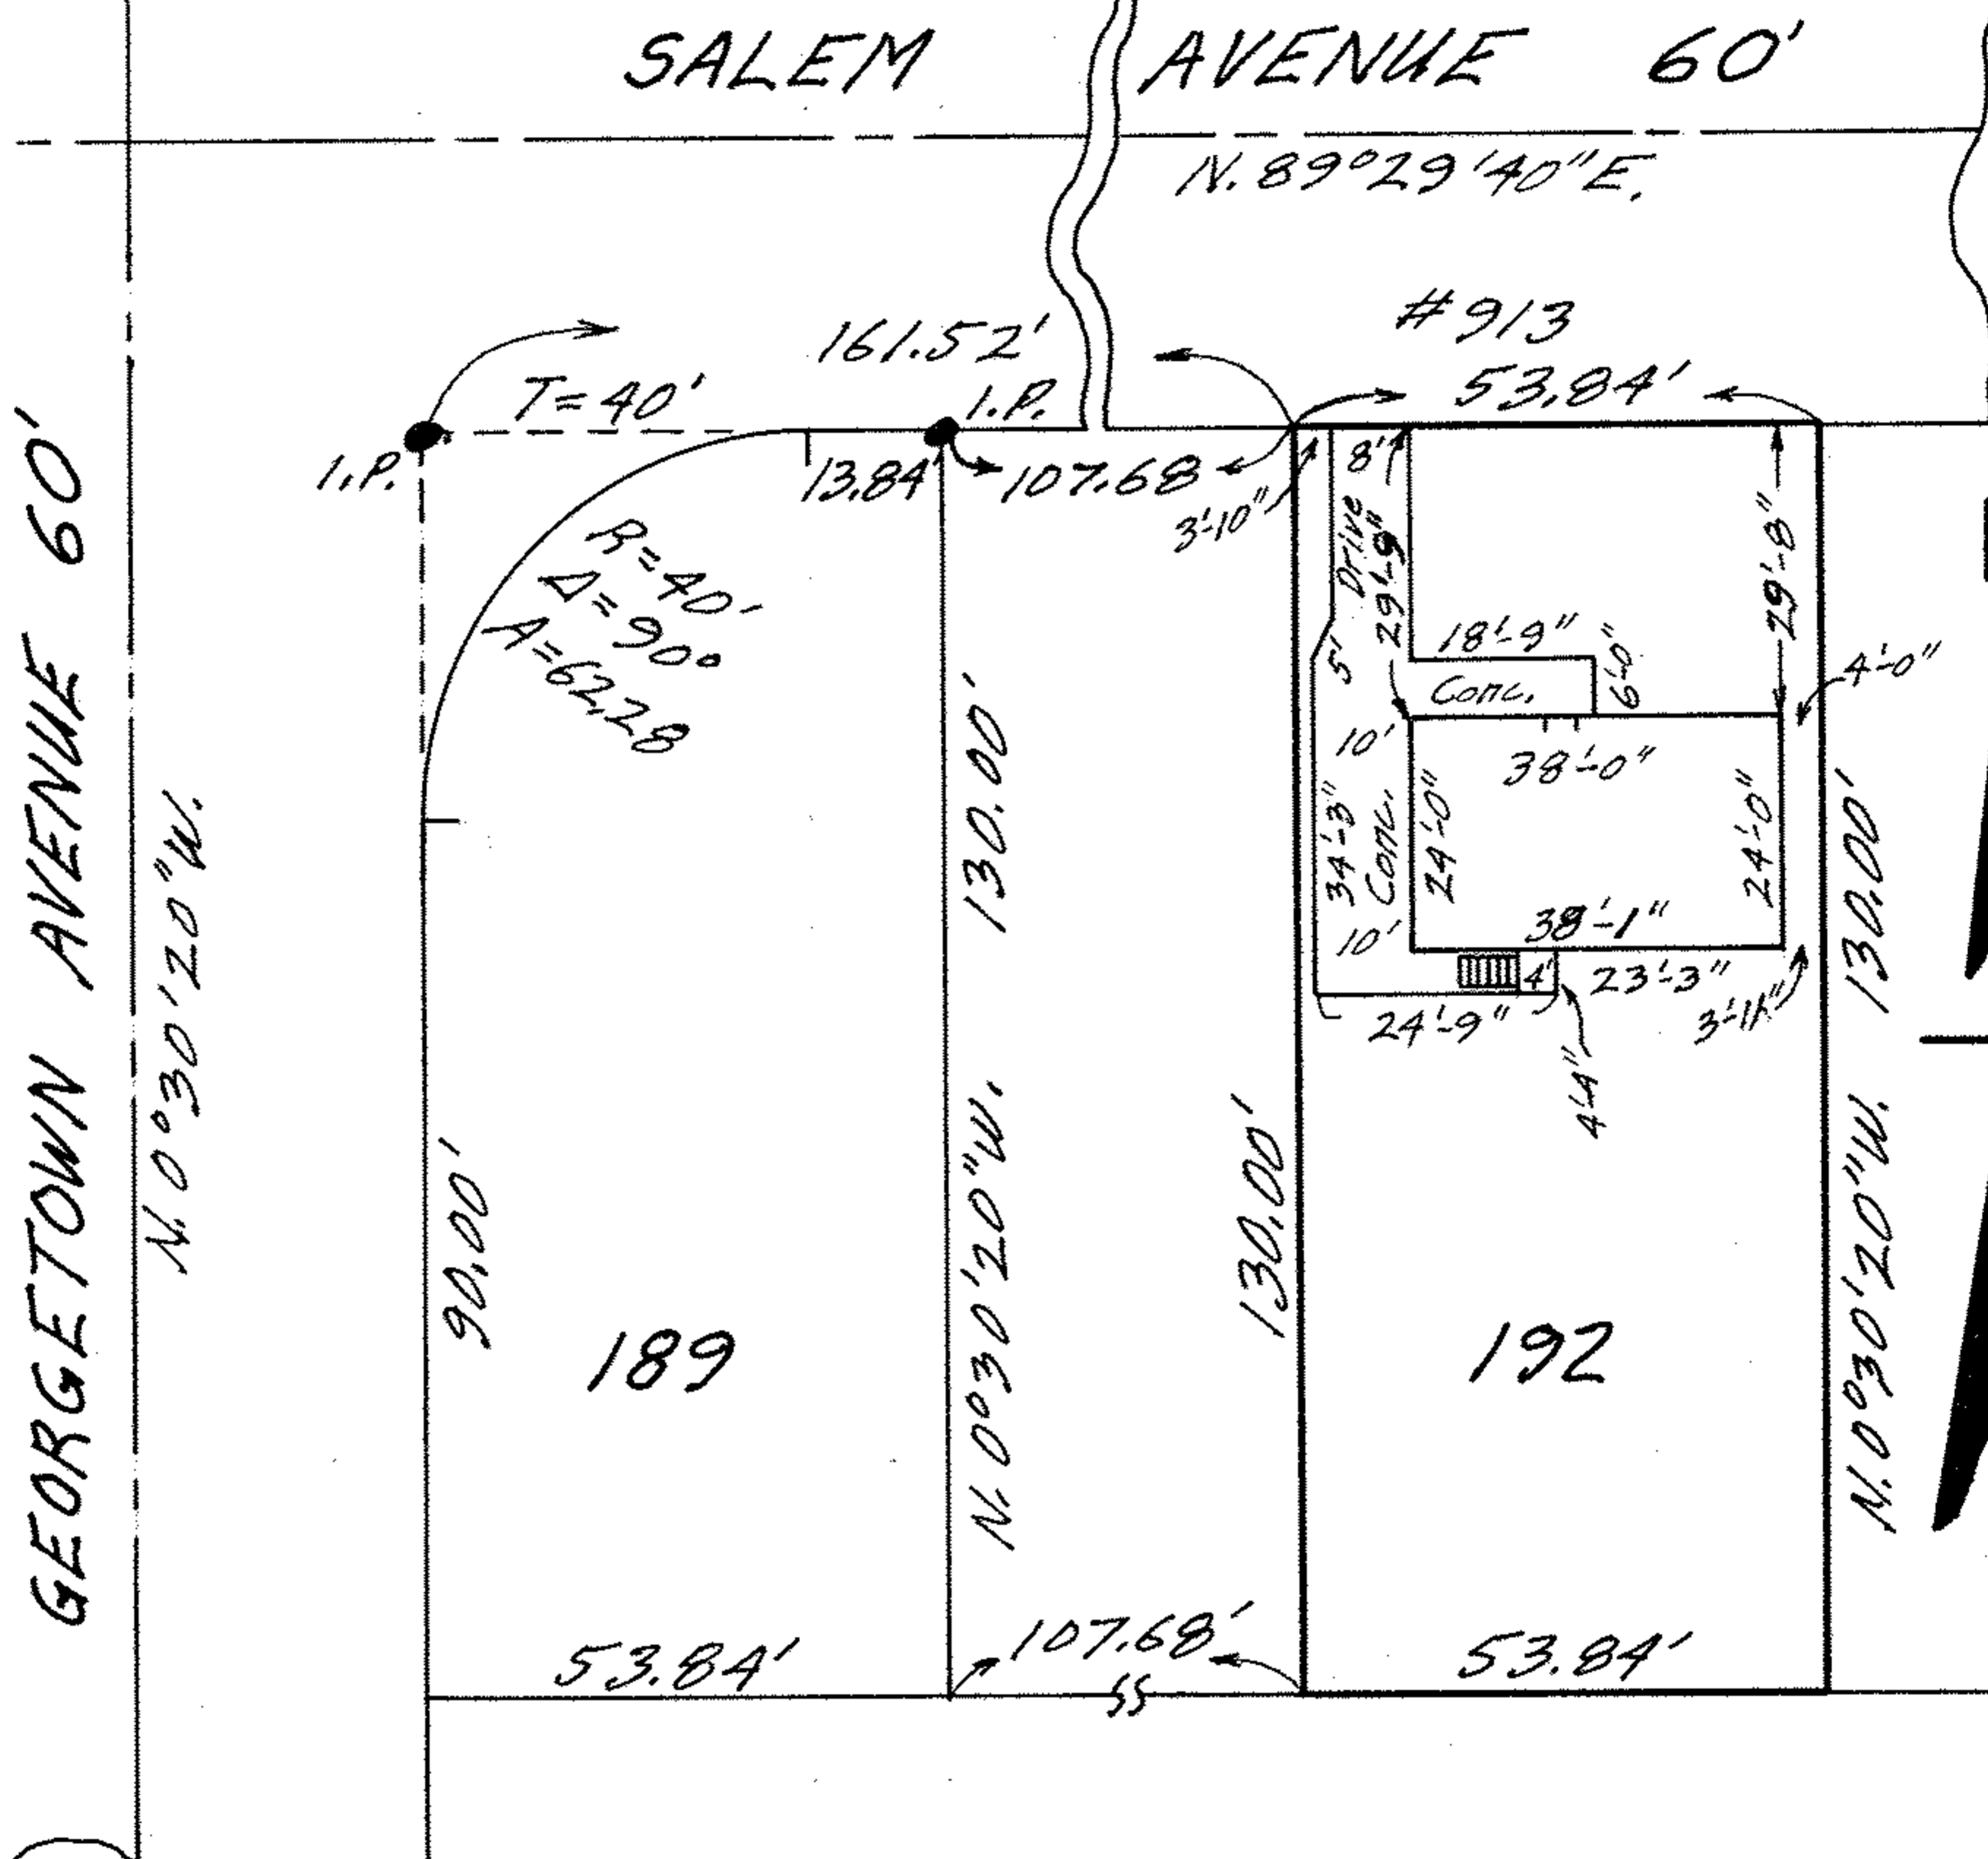 SALEM AVENUE 60'
N. 89°29'40"E.
#913
161.52'
53.84'
T=40'
I.P.
I.P.
13.84'
107.68
3'-10"
8'
Drive
29'-9"
29'-8"
R=40'
Δ=90°
A=62.28
18'-9"
6'-0"
5'
Conc.
4'-0"
GEORGETOWN AVENUE 60'
N. 0°30'20"W.
130.00'
N. 0°30'20"W.
10'
38'-0"
34'-3"
Conc.
24'-0"
24'-0"
10'
38'-1"
4'
23'-3"
3'-11"
24'-9"
4'-4"
130.00'
N. 0°30'20"W.
90.00'
130.00'
189
192
53.84'
107.68'
53.84'